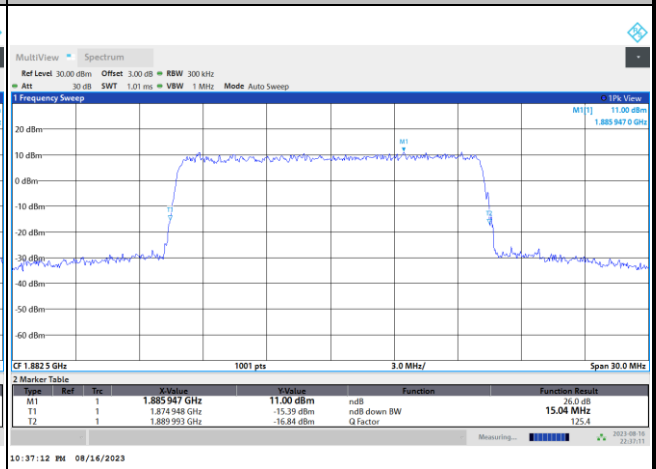 MultiView Spectrum
Ref Level 30.00 dBm Offset 3.00 dB RBW 300 kHz
Att 30 dB SWT 1.01 ms VBW 1 MHz Mode Auto Sweep
1 Frequency Sweep 1Pk View
M1[1] 11.00 dBm
1.885 947 0 GHz
20 dBm
M1
10 dBm
0 dBm
-10 dBm
T1
-20 dBm
-30 dBm
-40 dBm
-50 dBm
-60 dBm
CF 1.882 5 GHz 1001 pts 3.0 MHz/ Span 30.0 MHz
2 Marker Table
Type Ref Trc X-Value Y-Value Function Function Result
M1 1 1.885 947 GHz 11.00 dBm ndB 26.0 dB
T1 1 1.874 948 GHz -15.39 dBm ndB down BW 15.04 MHz
T2 1 1.889 993 GHz -16.84 dBm Q Factor 125.4
Measuring... 2023-08-16
22:37:11
10:37:12 PM 08/16/2023